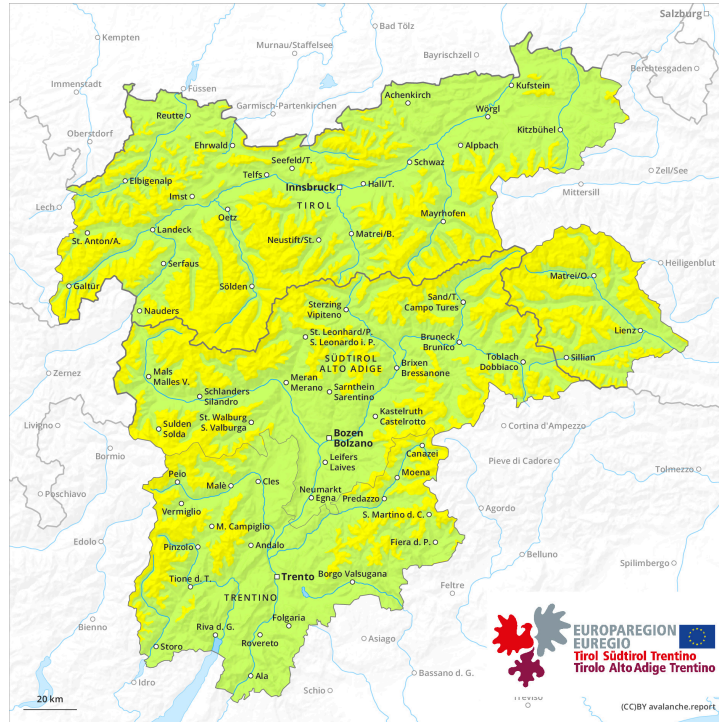 Salzburg
Kempten
Bad Tölz
Murnau/Staffelsee
Bayrischzell
Berchtesgaden
Immenstadt
Füssen
Garmisch-Partenkirchen
Achenkirch
Kufstein
Reutte
Wörgl
Oberstdorf
Ehrwald
Kitzbühel
Seefeld/T.
Alpbach
Schwaz
Telfs
Zell/See
Elbigenalp
Innsbruck
Hall/T.
Mittersill
Imst
Lech
TIROL
Oetz
Mayrhofen
Landeck
St. Anton/A.
Neustift/St.
Matrei/B.
Heiligenblut
Serfaus
Matrei/O.
Galtür
Sölden
Sand/T.
Campo Tures
Nauders
Sterzing
Vipiteno
Lienz
St. Leonhard/P.
S. Leonardo i. P.
Bruneck
Brunico
Toblach
Dobbiaco
Sillian
SÜDTIROL
ALTO ADIGE
Brixen
Bressanone
Zernez
Mals
Malles V.
Meran
Merano
Schlanders
Silandro
Sarnthein
Sarentino
St. Walburg
S. Valburga
Kastelruth
Castelrotto
Livigno
Sulden
Solda
Cortina d'Ampezzo
Bozen
Bolzano
Canazei
Bormio
Leifers
Laives
Pieve di Cadore
Tolmezzo
Peio
Moena
Malè
Cles
Neumarkt
Egna
Predazzo
Poschiavo
Vermiglio
Agordo
S. Martino d. C.
M. Campiglio
Edolo
Pinzolo
Andalo
Fiera d. P.
Belluno
Spilimbergo
Tione d. T.
Trento
Borgo Valsugana
Feltre
TRENTINO
Bienno
Folgaria
Riva d. G.
Rovereto
Asiago
Storo
EUROPAREGION
EUREGIO
Tirol Südtirol Trentino
Tirolo Alto Adige Trentino
Idro
Ala
Schio
Bassano d. G.
Treviso
20 km
(CC)BY avalanche.report